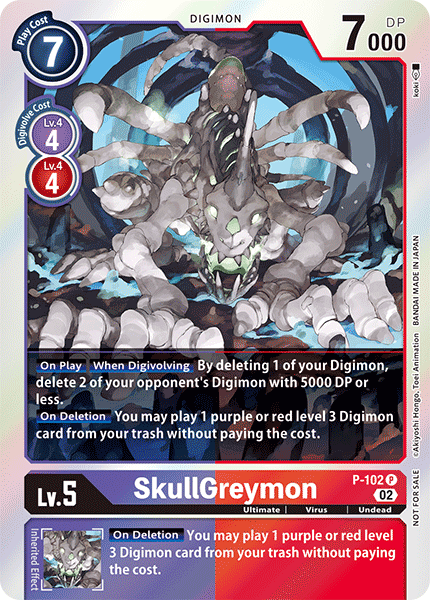 Play Cost
7
DIGIMON
7000
DP
Digivolve Cost
Lv.4
4
Lv.4
4
koki
On Play When Digivolving By deleting 1 of your Digimon,
delete 2 of your opponent's Digimon with 5000 DP or
less.
On Deletion You may play 1 purple or red level 3 Digimon
card from your trash without paying the cost.
©Akiyoshi Hongo, Toei Animation BANDAI MADE IN JAPAN
NOT FOR SALE
Lv.5
SkullGreymon
P-102 P
02
Ultimate | Virus | Undead
Inherited Effect
On Deletion You may play 1 purple or red level
3 Digimon card from your trash without paying
the cost.